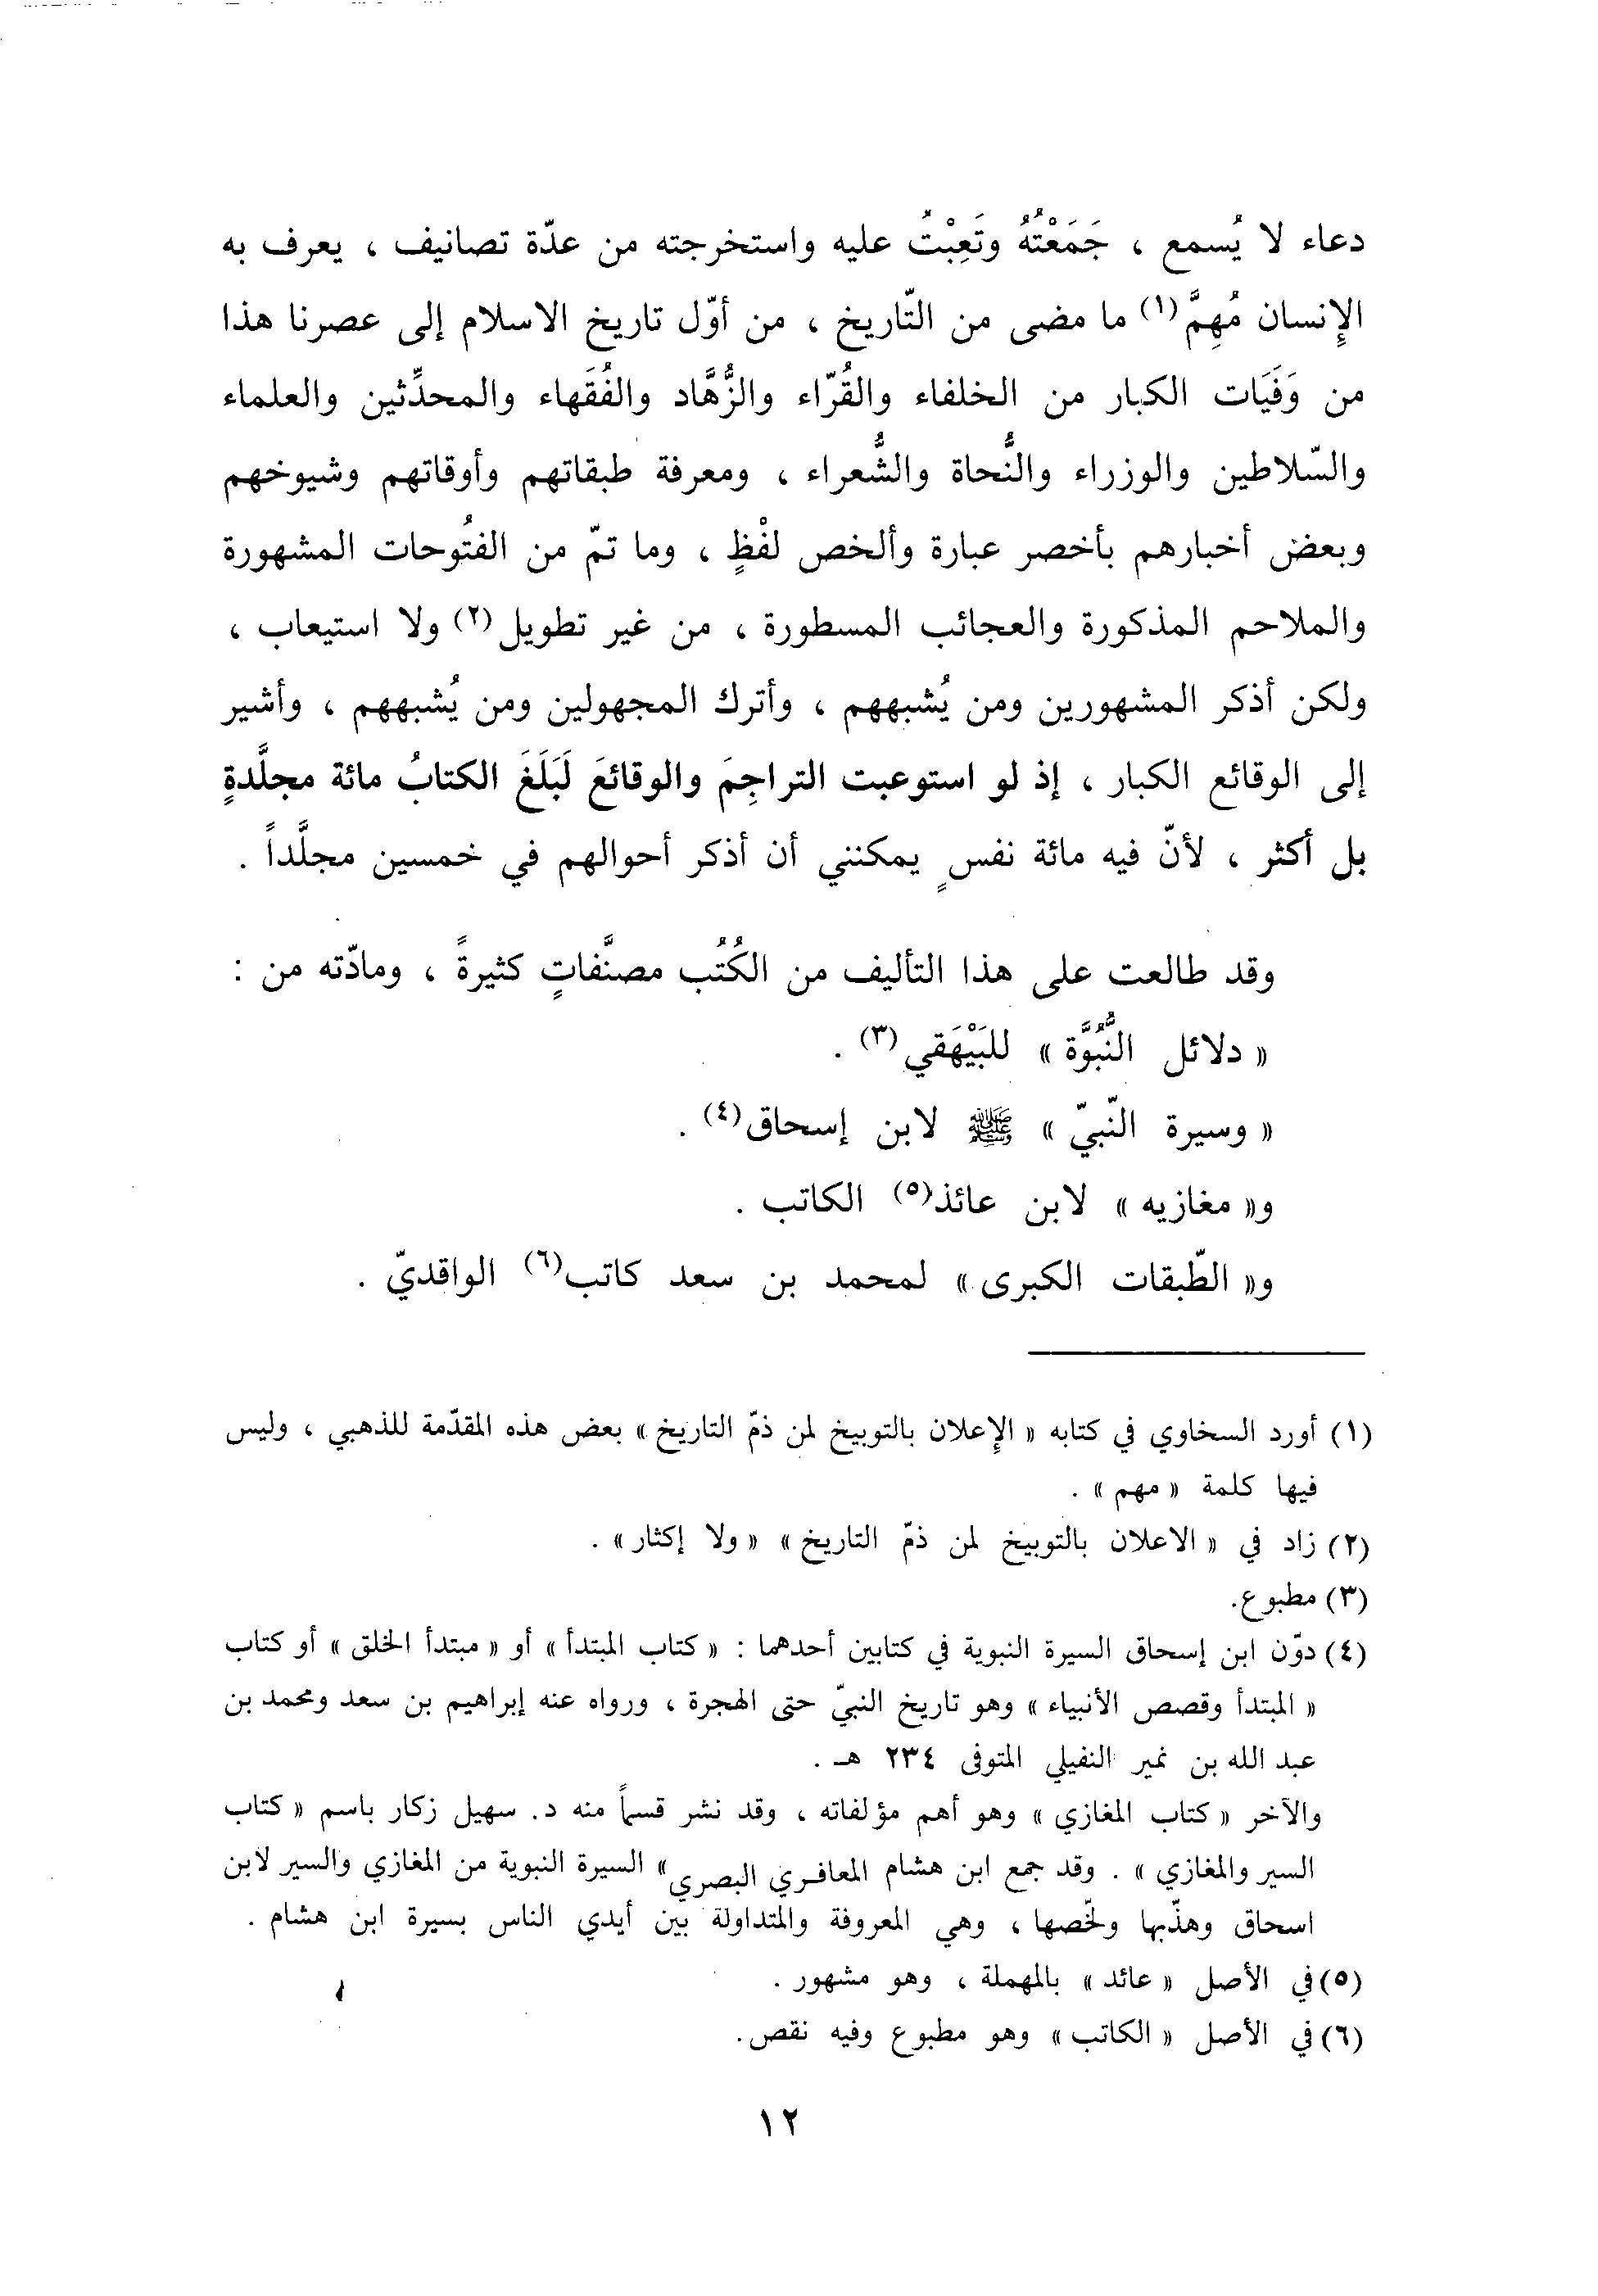 دعاء لا يُسمع ، جَمَعْتُهُ وتَعِبْتُ عليه واستخرجته من عدّة تصانيف ، يعرف به
الإنسان مُهِمَّ(١) ما مضى من التّاريخ ، من أوّل تاريخ الاسلام إلى عصرنا هذا
من وَفَيَات الكبار من الخلفاء والقُرّاء والزُّهَّاد والفُقَهاء والمحدِّثين والعلماء
والسّلاطين والوزراء والنُّحاة والشُّعراء ، ومعرفة طبقاتهم وأوقاتهم وشيوخهم
وبعض أخبارهم بأخصر عبارة وألخص لفْظٍ ، وما تمّ من الفتُوحات المشهورة
والملاحم المذكورة والعجائب المسطورة ، من غير تطويل(٢) ولا استيعاب ،
ولكن أذكر المشهورين ومن يُشبههم ، وأترك المجهولين ومن يُشبههم ، وأشير
إلى الوقائع الكبار ، إذ لو استوعبت التراجِمَ والوقائعَ لَبَلَغَ الكتابُ مائة مجلَّدةٍ
بل أكثر ، لأنّ فيه مائة نفسٍ يمكنني أن أذكر أحوالهم في خمسين مجلَّداً .
وقد طالعت على هذا التأليف من الكُتُب مصنَّفاتٍ كثيرةً ، ومادّته من :
« دلائل النُّبُوَّة » للبَيْهَقي(٣) .
« وسيرة النّبيّ » ﷺ لابن إسحاق(٤) .
و« مغازيه » لابن عائذ(٥) الكاتب .
و« الطّبقات الكبرى » لمحمد بن سعد كاتب(٦) الواقديّ .
(١) أورد السخاوي في كتابه « الإعلان بالتوبيخ لمن ذمّ التاريخ » بعض هذه المقدّمة للذهبي ، وليس
فيها كلمة « مهم » .
(٢) زاد في « الاعلان بالتوبيخ لمن ذمّ التاريخ » « ولا إكثار » .
(٣) مطبوع.
(٤) دوّن ابن إسحاق السيرة النبوية في كتابين أحدهما : « كتاب المبتدأ » أو « مبتدأ الخلق » أو كتاب
« المبتدأ وقصص الأنبياء » وهو تاريخ النبيّ حتى الهجرة ، ورواه عنه إبراهيم بن سعد ومحمد بن
عبد الله بن نمير النفيلي المتوفى ٢٣٤ هـ .
والآخر « كتاب المغازي » وهو أهم مؤلفاته ، وقد نشر قسماً منه د. سهيل زكار باسم « كتاب
السير والمغازي » . وقد جمع ابن هشام المعافري البصري » السيرة النبوية من المغازي والسير لابن
اسحاق وهذّبها ولخّصها ، وهي المعروفة والمتداولة بين أيدي الناس بسيرة ابن هشام .
(٥) في الأصل « عائد » بالمهملة ، وهو مشهور .
(٦) في الأصل « الكاتب » وهو مطبوع وفيه نقص.
١٢